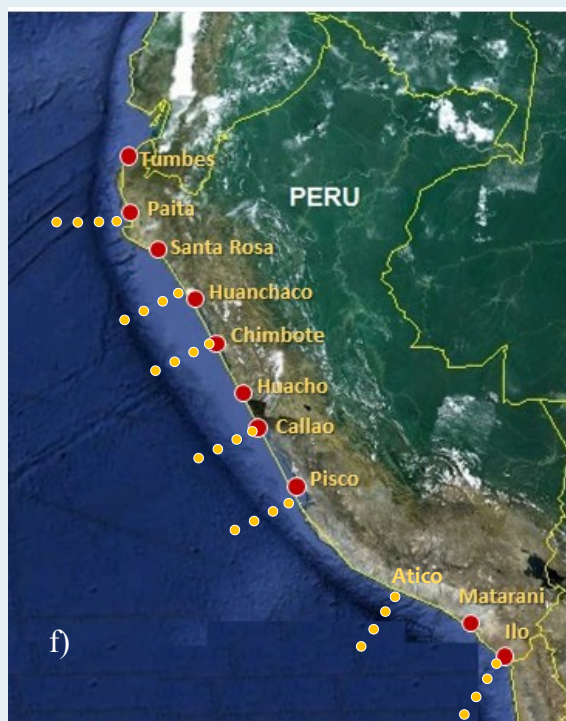 Tumbes
PERU
Paita
Santa Rosa
Huanchaco
Chimbote
Huacho
Callao
Pisco
Atico
Matarani
Ilo
f)